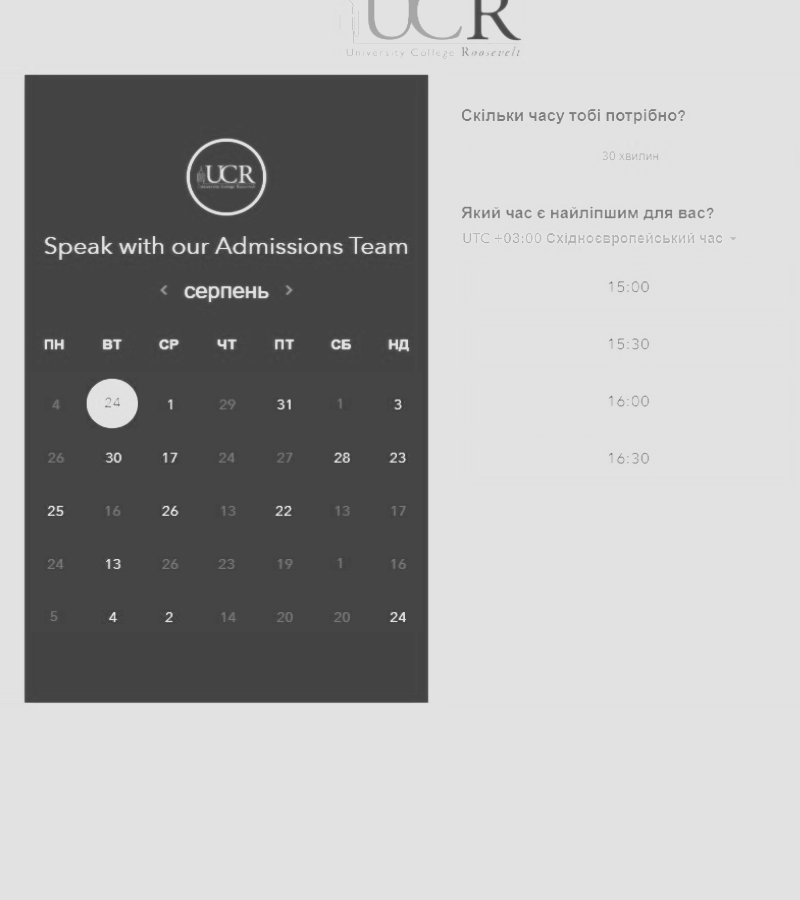 UCR
University College Roosevelt
UCR
Speak with our Admissions Team
< серпень >
ПН ВТ СР ЧТ ПТ СБ НД
4 24 1 29 31 1 3
26 30 17 24 27 28 23
25 16 26 13 22 13 17
24 13 26 23 19 1 16
5 4 2 14 20 20 24
Скільки часу тобі потрібно?
30 хвилин
Який час є найліпшим для вас?
UTC +03:00 Східноєвропейський час
15:00
15:30
16:00
16:30